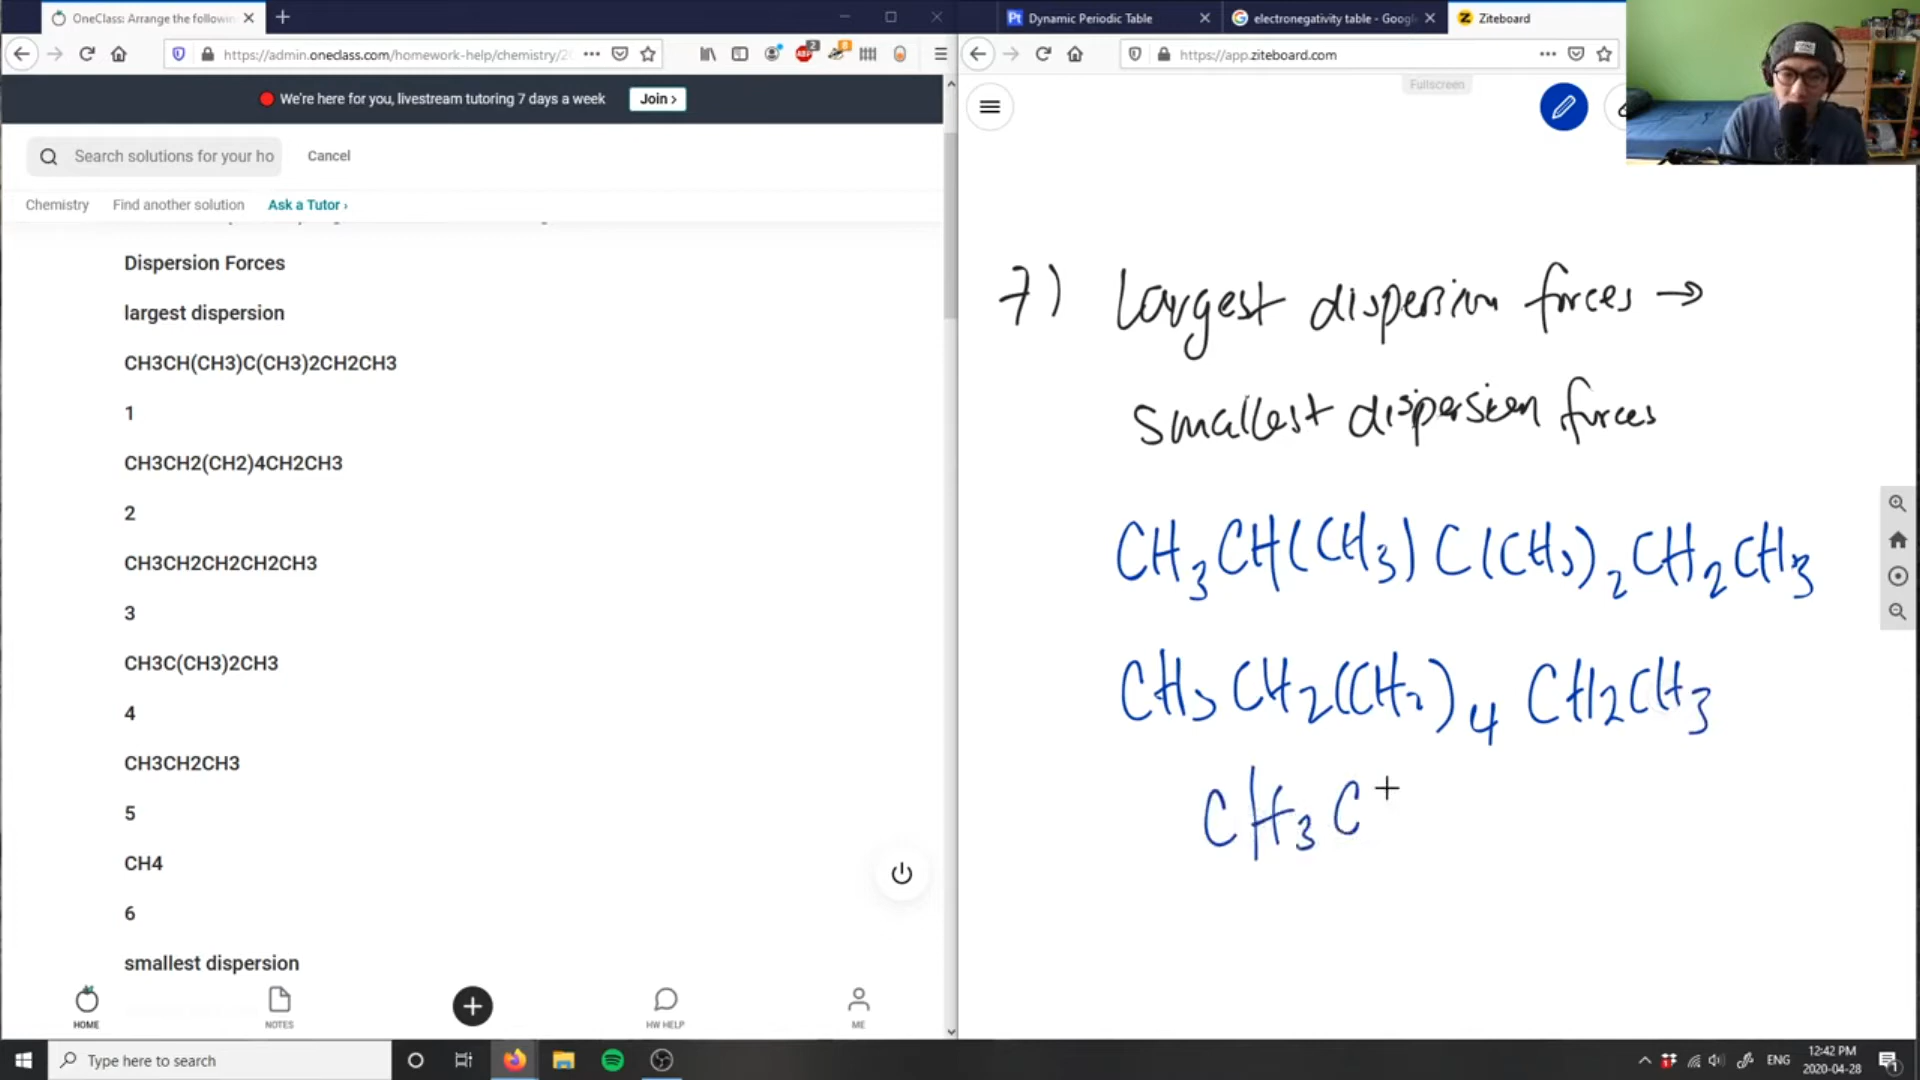 OneClass: Arrange the followin
Dynamic Periodic Table
electronegativity table - Googl
Ziteboard
https://admin.oneclass.com/homework-help/chemistry/2
https://app.ziteboard.com
Fullscreen
We're here for you, livestream tutoring 7 days a week
Join >
Search solutions for your ho
Cancel
Chemistry
Find another solution
Ask a Tutor ›
Dispersion Forces
largest dispersion
CH3CH(CH3)C(CH3)2CH2CH3
1
CH3CH2(CH2)4CH2CH3
2
CH3CH2CH2CH2CH3
3
CH3C(CH3)2CH3
4
CH3CH2CH3
5
CH4
6
smallest dispersion
HOME
NOTES
HW HELP
ME
7) Largest dispersion forces →
smallest dispersion forces
CH3CH(CH3)C(CH3)2CH2CH3
CH3CH2(CH2)4CH2CH3
CH3C
Type here to search
ENG
12:42 PM
2020-04-28